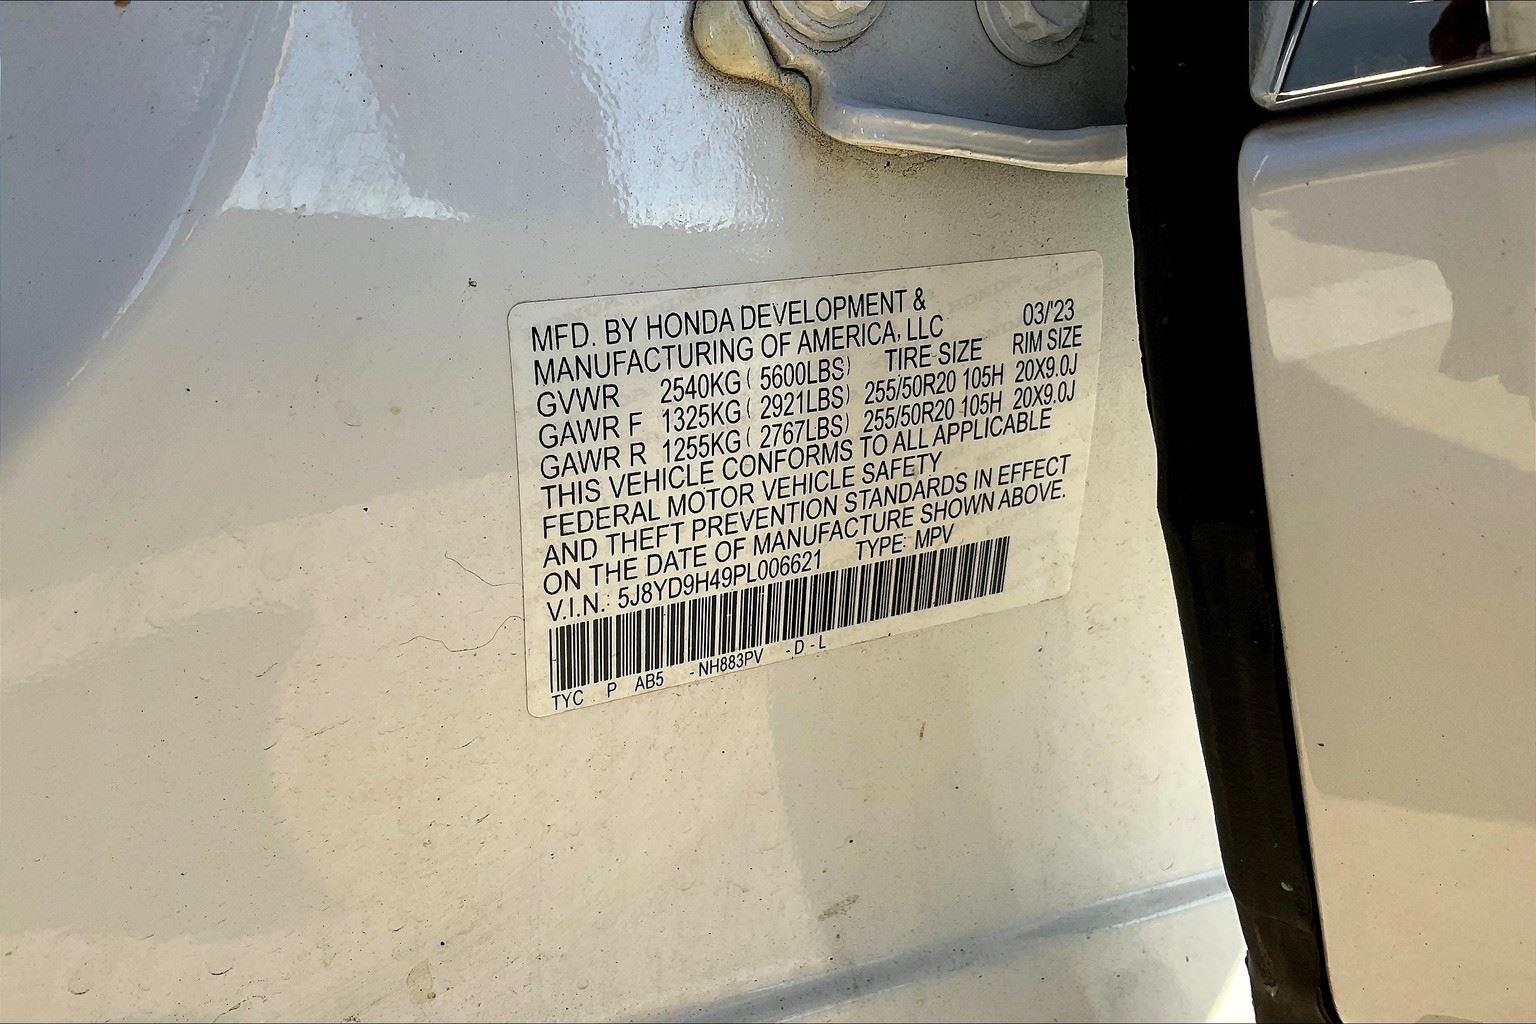 MFD. BY HONDA DEVELOPMENT &
MANUFACTURING OF AMERICA, LLC 03/'23
GVWR 2540KG ( 5600LBS) TIRE SIZE RIM SIZE
GAWR F 1325KG ( 2921LBS) 255/50R20 105H 20X9.0J
GAWR R 1255KG ( 2767LBS) 255/50R20 105H 20X9.0J
THIS VEHICLE CONFORMS TO ALL APPLICABLE
FEDERAL MOTOR VEHICLE SAFETY
AND THEFT PREVENTION STANDARDS IN EFFECT
ON THE DATE OF MANUFACTURE SHOWN ABOVE.
V.I.N.: 5J8YD9H49PL006621 TYPE: MPV
TYC P AB5 -NH883PV -D -L